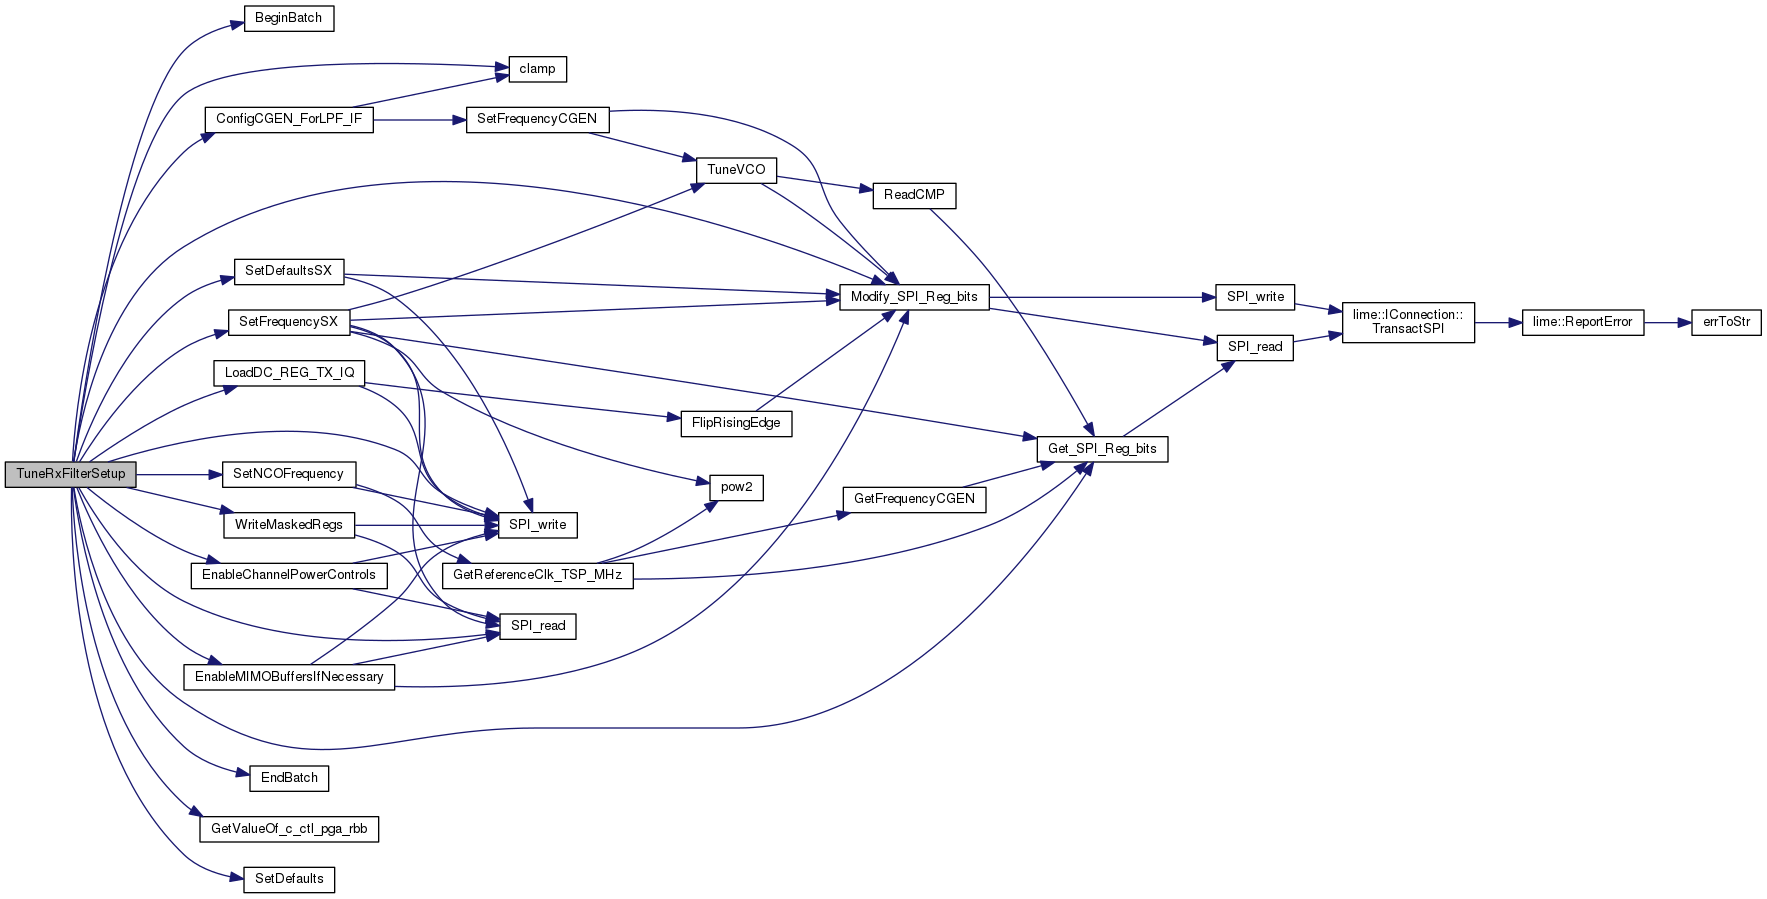 BeginBatch
clamp
ConfigCGEN_ForLPF_IF
SetFrequencyCGEN
TuneVCO
ReadCMP
SetDefaultsSX
Modify_SPI_Reg_bits
SPI_write
lime::IConnection::
TransactSPI
lime::ReportError
errToStr
SetFrequencySX
SPI_read
LoadDC_REG_TX_IQ
FlipRisingEdge
Get_SPI_Reg_bits
TuneRxFilterSetup
SetNCOFrequency
pow2
GetFrequencyCGEN
WriteMaskedRegs
SPI_write
EnableChannelPowerControls
GetReferenceClk_TSP_MHz
SPI_read
EnableMIMOBuffersIfNecessary
EndBatch
GetValueOf_c_ctl_pga_rbb
SetDefaults